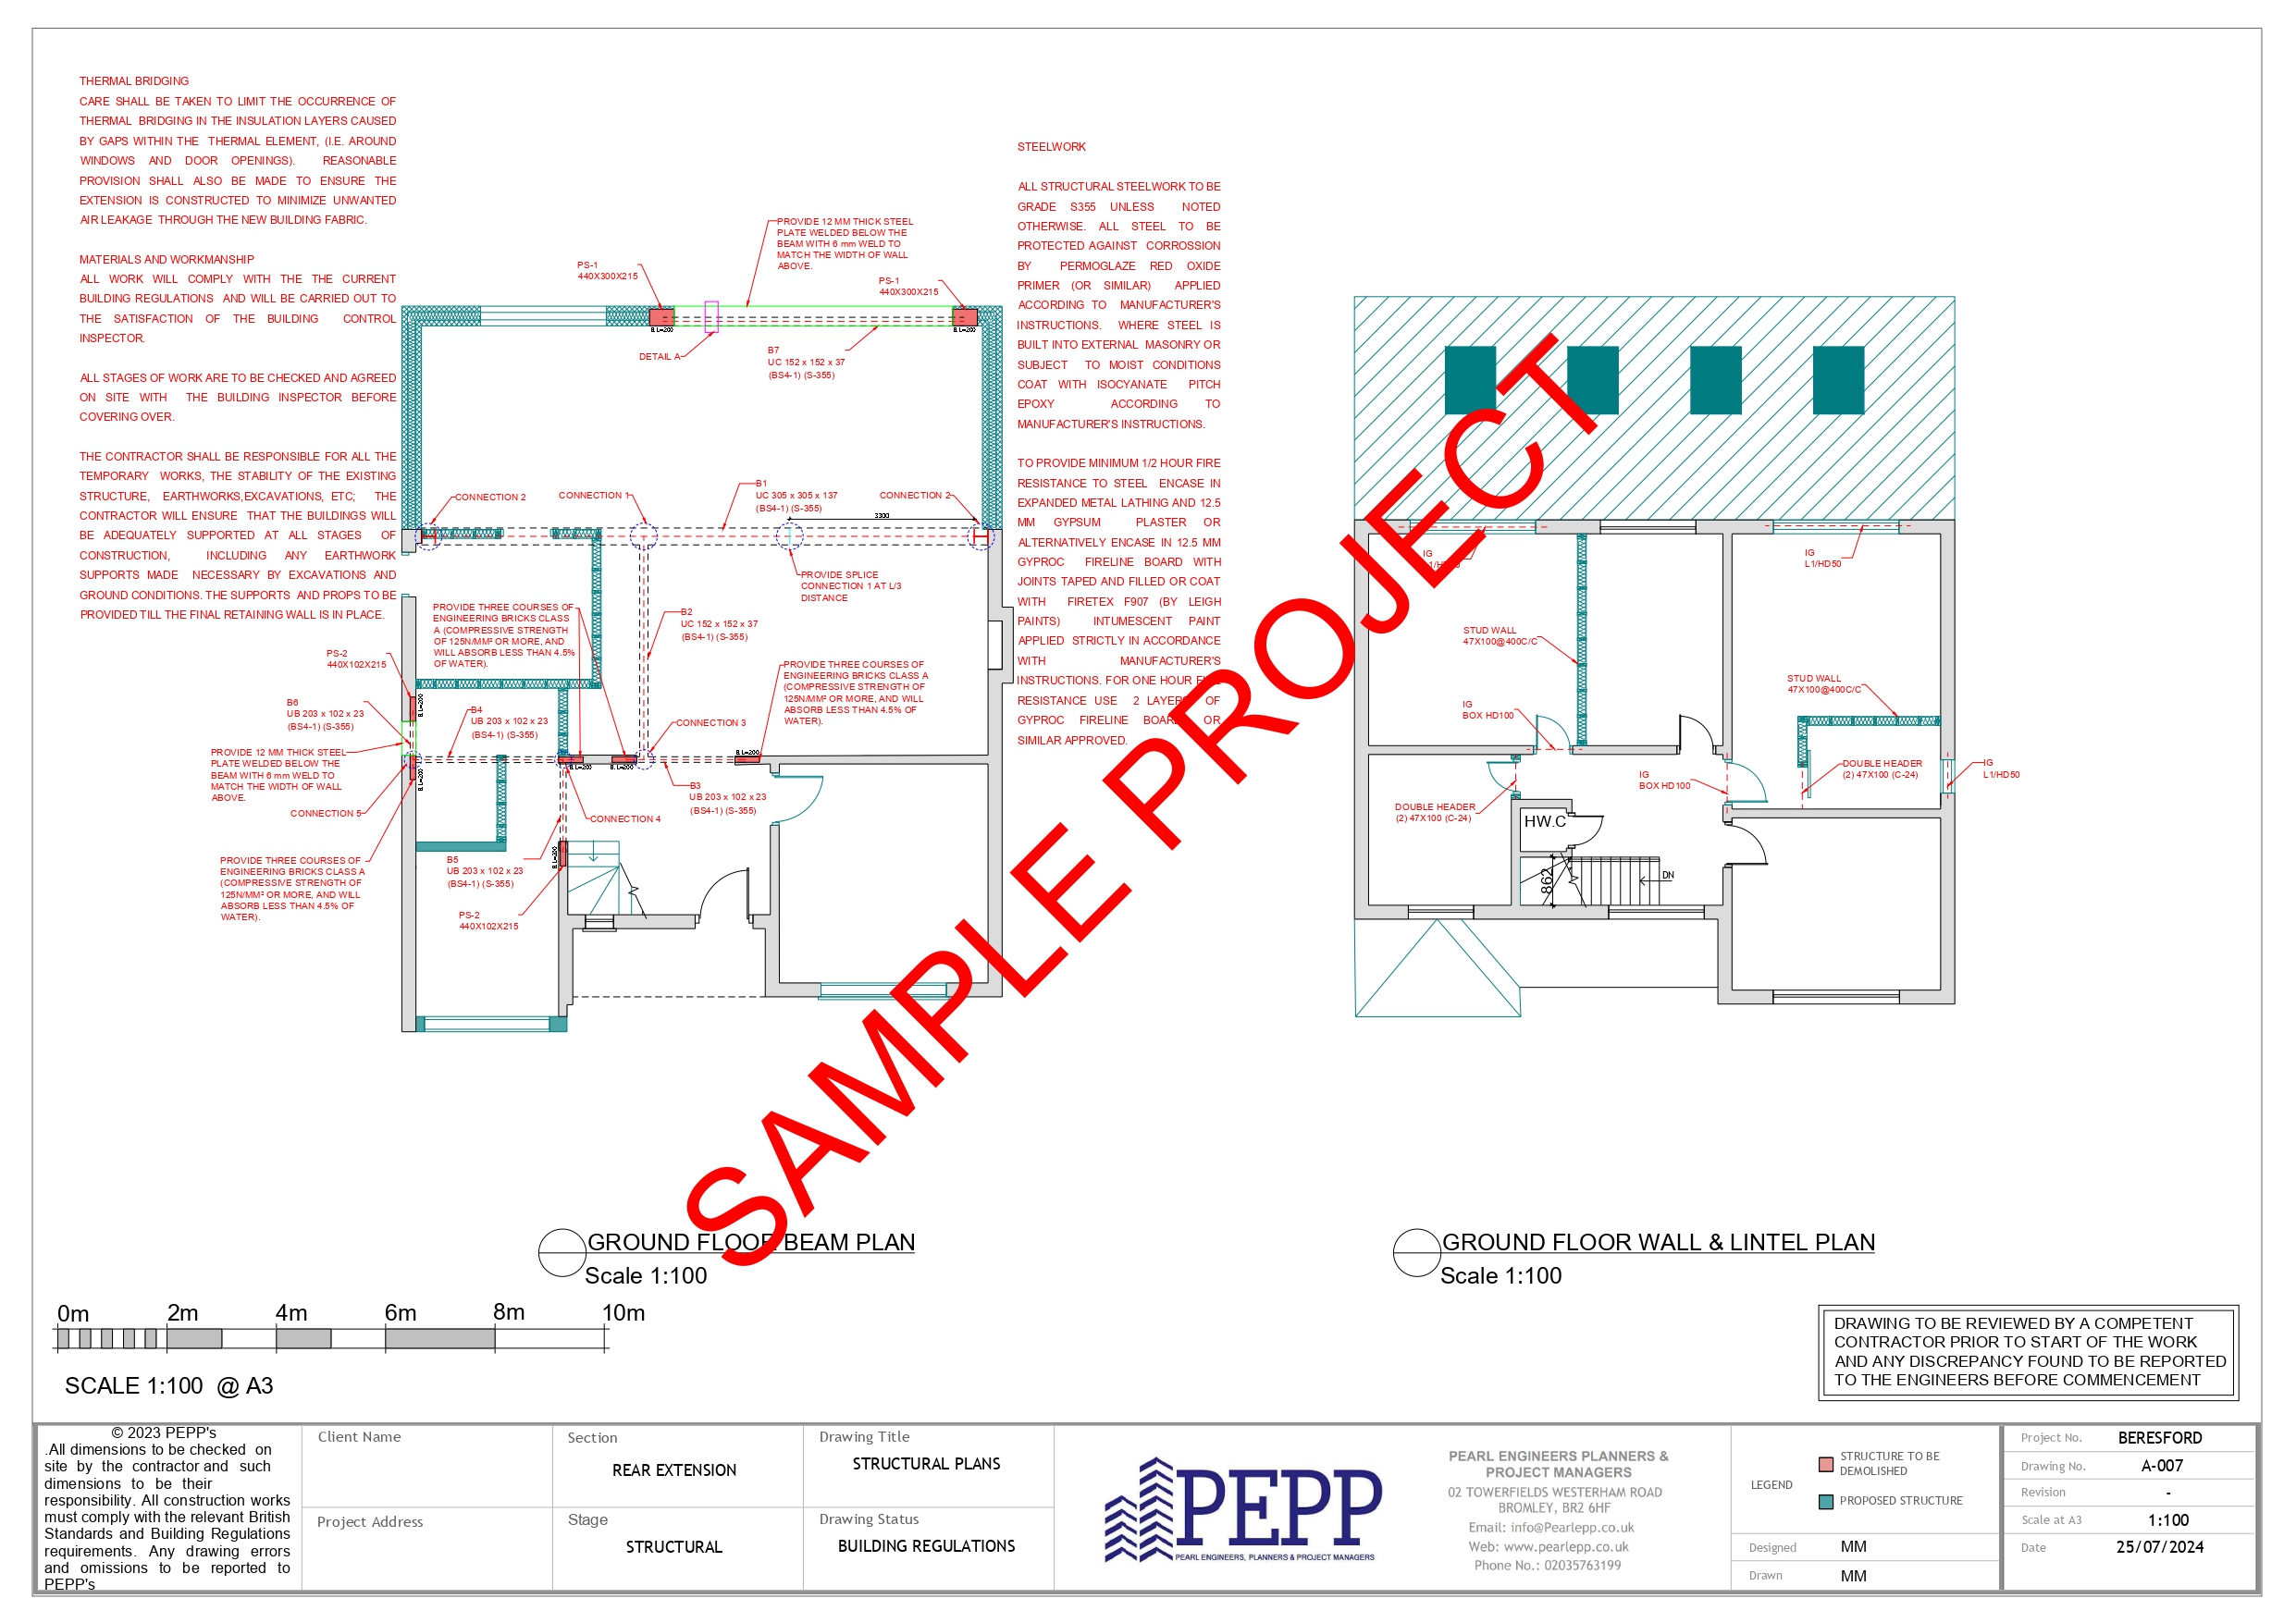 THERMAL BRIDGING
CARE SHALL BE TAKEN TO LIMIT THE OCCURRENCE OF
THERMAL BRIDGING IN THE INSULATION LAYERS CAUSED
BY GAPS WITHIN THE THERMAL ELEMENT, (I.E. AROUND
WINDOWS AND DOOR OPENINGS). REASONABLE
PROVISION SHALL ALSO BE MADE TO ENSURE THE
EXTENSION IS CONSTRUCTED TO MINIMIZE UNWANTED
AIR LEAKAGE THROUGH THE NEW BUILDING FABRIC.
MATERIALS AND WORKMANSHIP
ALL WORK WILL COMPLY WITH THE THE CURRENT
BUILDING REGULATIONS AND WILL BE CARRIED OUT TO
THE SATISFACTION OF THE BUILDING CONTROL
INSPECTOR.
ALL STAGES OF WORK ARE TO BE CHECKED AND AGREED
ON SITE WITH THE BUILDING INSPECTOR BEFORE
COVERING OVER.
THE CONTRACTOR SHALL BE RESPONSIBLE FOR ALL THE
TEMPORARY WORKS, THE STABILITY OF THE EXISTING
STRUCTURE, EARTHWORKS,EXCAVATIONS, ETC; THE
CONTRACTOR WILL ENSURE THAT THE BUILDINGS WILL
BE ADEQUATELY SUPPORTED AT ALL STAGES OF
CONSTRUCTION, INCLUDING ANY EARTHWORK
SUPPORTS MADE NECESSARY BY EXCAVATIONS AND
GROUND CONDITIONS. THE SUPPORTS AND PROPS TO BE
PROVIDED TILL THE FINAL RETAINING WALL IS IN PLACE.
PROVIDE 12 MM THICK STEEL
PLATE WELDED BELOW THE
BEAM WITH 6 mm WELD TO
MATCH THE WIDTH OF WALL
ABOVE.
PS-1
440X300X215
PS-1
440X300X215
B.L=200
B.L=200
DETAIL A
B7
UC 152 x 152 x 37
(BS4-1) (S-355)
CONNECTION 2
CONNECTION 1
B1
UC 305 x 305 x 137
(BS4-1) (S-355)
CONNECTION 2
3300
PROVIDE SPLICE
CONNECTION 1 AT L/3
DISTANCE
PROVIDE THREE COURSES OF
ENGINEERING BRICKS CLASS
A (COMPRESSIVE STRENGTH
OF 125N/MM² OR MORE, AND
WILL ABSORB LESS THAN 4.5%
OF WATER).
B2
UC 152 x 152 x 37
(BS4-1) (S-355)
PS-2
440X102X215
B.L=200
PROVIDE THREE COURSES OF
ENGINEERING BRICKS CLASS A
(COMPRESSIVE STRENGTH OF
125N/MM² OR MORE, AND WILL
ABSORB LESS THAN 4.5% OF
WATER).
B6
UB 203 x 102 x 23
(BS4-1) (S-355)
B4
UB 203 x 102 x 23
(BS4-1) (S-355)
CONNECTION 3
PROVIDE 12 MM THICK STEEL
PLATE WELDED BELOW THE
BEAM WITH 6 mm WELD TO
MATCH THE WIDTH OF WALL
ABOVE.
B.L=200
B.L=200
B.L=200
B.L=200
B3
UB 203 x 102 x 23
(BS4-1) (S-355)
CONNECTION 5
CONNECTION 4
B.L=200
PROVIDE THREE COURSES OF
ENGINEERING BRICKS CLASS A
(COMPRESSIVE STRENGTH OF
125N/MM² OR MORE, AND WILL
ABSORB LESS THAN 4.5% OF
WATER).
B5
UB 203 x 102 x 23
(BS4-1) (S-355)
PS-2
440X102X215
STEELWORK
ALL STRUCTURAL STEELWORK TO BE
GRADE S355 UNLESS NOTED
OTHERWISE. ALL STEEL TO BE
PROTECTED AGAINST CORROSSION
BY PERMOGLAZE RED OXIDE
PRIMER (OR SIMILAR) APPLIED
ACCORDING TO MANUFACTURER'S
INSTRUCTIONS. WHERE STEEL IS
BUILT INTO EXTERNAL MASONRY OR
SUBJECT TO MOIST CONDITIONS
COAT WITH ISOCYANATE PITCH
EPOXY ACCORDING TO
MANUFACTURER'S INSTRUCTIONS.
TO PROVIDE MINIMUM 1/2 HOUR FIRE
RESISTANCE TO STEEL ENCASE IN
EXPANDED METAL LATHING AND 12.5
MM GYPSUM PLASTER OR
ALTERNATIVELY ENCASE IN 12.5 MM
GYPROC FIRELINE BOARD WITH
JOINTS TAPED AND FILLED OR COAT
WITH FIRETEX F907 (BY LEIGH
PAINTS) INTUMESCENT PAINT
APPLIED STRICTLY IN ACCORDANCE
WITH MANUFACTURER'S
INSTRUCTIONS. FOR ONE HOUR
RESISTANCE USE 2 OF
GYPROC FIRELINE OR
SIMILAR APPROVED.
SAMPLE PROJECT
IG
IG
L1/HD50
STUD WALL
47X100@400C/C
STUD WALL
47X100@400C/C
IG
BOX HD100
DOUBLE HEADER
(2) 47X100 (C-24)
IG
L1/HD50
IG
BOX HD100
DOUBLE HEADER
(2) 47X100 (C-24)
HW.C
862
DN
GROUND FLOOR BEAM PLAN
Scale 1:100
GROUND FLOOR WALL & LINTEL PLAN
Scale 1:100
0m 2m 4m 6m 8m 10m
SCALE 1:100 @ A3
DRAWING TO BE REVIEWED BY A COMPETENT
CONTRACTOR PRIOR TO START OF THE WORK
AND ANY DISCREPANCY FOUND TO BE REPORTED
TO THE ENGINEERS BEFORE COMMENCEMENT
© 2023 PEPP's
.All dimensions to be checked on
site by the contractor and such
dimensions to be their
responsibility. All construction works
must comply with the relevant British
Standards and Building Regulations
requirements. Any drawing errors
and omissions to be reported to
PEPP's
Client Name
Project Address
Section
REAR EXTENSION
Stage
STRUCTURAL
Drawing Title
STRUCTURAL PLANS
Drawing Status
BUILDING REGULATIONS
PEPP
PEARL ENGINEERS, PLANNERS & PROJECT MANAGERS
PEARL ENGINEERS PLANNERS &
PROJECT MANAGERS
02 TOWERFIELDS WESTERHAM ROAD
BROMLEY, BR2 6HF
Email: info@Pearlepp.co.uk
Web: www.pearlepp.co.uk
Phone No.: 02035763199
LEGEND
STRUCTURE TO BE
DEMOLISHED
PROPOSED STRUCTURE
Designed MM
Drawn MM
Project No. BERESFORD
Drawing No. A-007
Revision -
Scale at A3 1:100
Date 25/07/2024